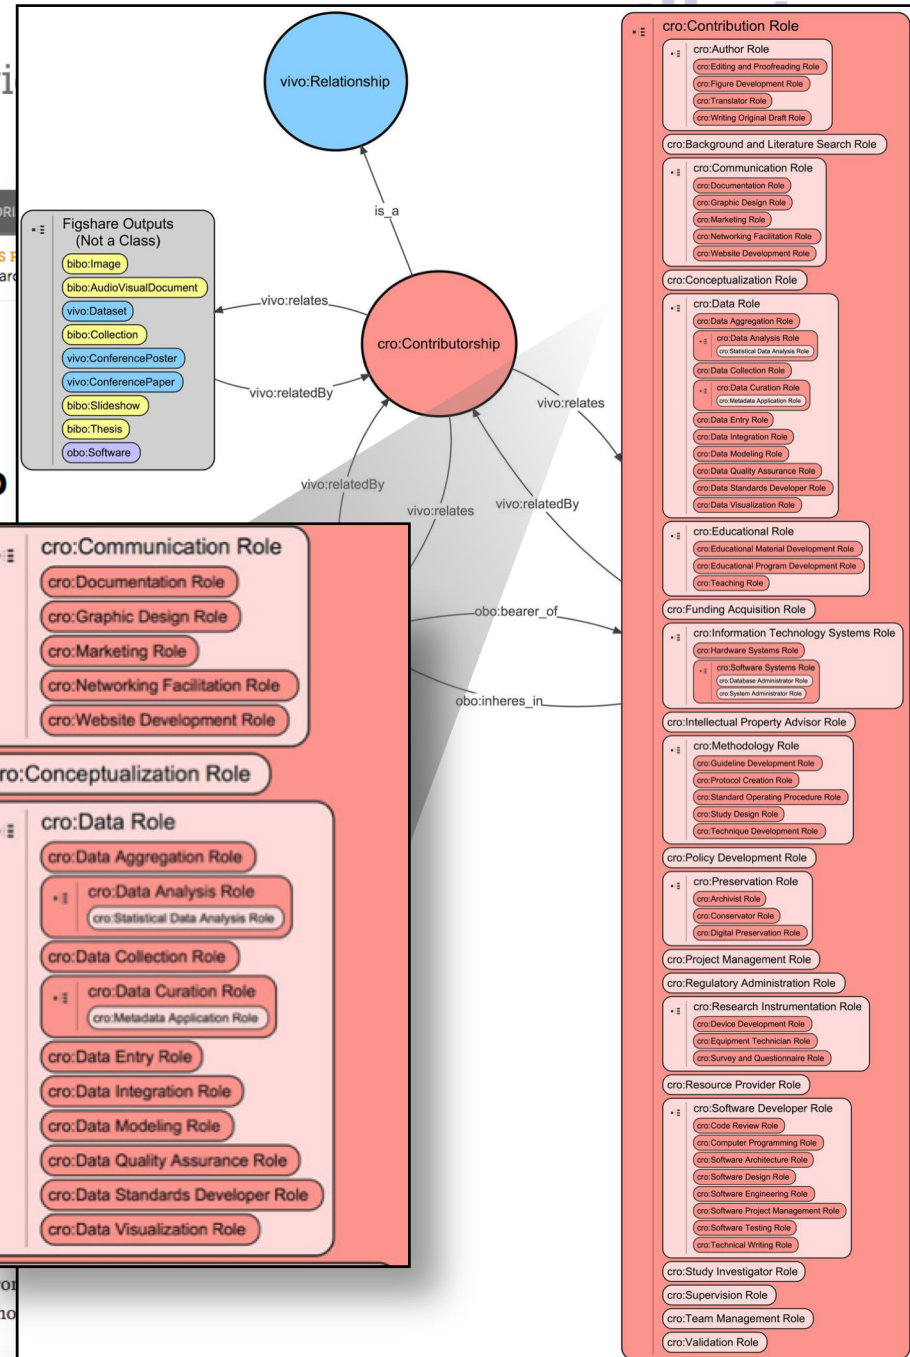 vivo:Relationship
is_a
Figshare Outputs
(Not a Class)
bibo:Image
bibo:AudioVisualDocument
vivo:Dataset
bibo:Collection
vivo:ConferencePoster
vivo:ConferencePaper
bibo:Slideshow
bibo:Thesis
obo:Software
vivo:relates
cro:Contributorship
vivo:relatedBy
vivo:relates
vivo:relatedBy
vivo:relates
vivo:relatedBy
obo:bearer_of
obo:inheres_in
cro:Contribution Role
cro:Author Role
cro:Editing and Proofreading Role
cro:Figure Development Role
cro:Translator Role
cro:Writing Original Draft Role
cro:Background and Literature Search Role
cro:Communication Role
cro:Documentation Role
cro:Graphic Design Role
cro:Marketing Role
cro:Networking Facilitation Role
cro:Website Development Role
cro:Conceptualization Role
cro:Data Role
cro:Data Aggregation Role
cro:Data Analysis Role
cro:Statistical Data Analysis Role
cro:Data Collection Role
cro:Data Curation Role
cro:Metadata Application Role
cro:Data Entry Role
cro:Data Integration Role
cro:Data Modeling Role
cro:Data Quality Assurance Role
cro:Data Standards Developer Role
cro:Data Visualization Role
cro:Educational Role
cro:Educational Material Development Role
cro:Educational Program Development Role
cro:Teaching Role
cro:Funding Acquisition Role
cro:Information Technology Systems Role
cro:Hardware Systems Role
cro:Software Systems Role
cro:Database Administrator Role
cro:System Administrator Role
cro:Intellectual Property Advisor Role
cro:Methodology Role
cro:Guideline Development Role
cro:Protocol Creation Role
cro:Standard Operating Procedure Role
cro:Study Design Role
cro:Technique Development Role
cro:Policy Development Role
cro:Preservation Role
cro:Archivist Role
cro:Conservator Role
cro:Digital Preservation Role
cro:Project Management Role
cro:Regulatory Administration Role
cro:Research Instrumentation Role
cro:Device Development Role
cro:Equipment Technician Role
cro:Survey and Questionnaire Role
cro:Resource Provider Role
cro:Software Developer Role
cro:Code Review Role
cro:Computer Programming Role
cro:Software Architecture Role
cro:Software Design Role
cro:Software Engineering Role
cro:Software Project Management Role
cro:Software Testing Role
cro:Technical Writing Role
cro:Study Investigator Role
cro:Supervision Role
cro:Team Management Role
cro:Validation Role
cro:Communication Role
cro:Documentation Role
cro:Graphic Design Role
cro:Marketing Role
cro:Networking Facilitation Role
cro:Website Development Role
ro:Conceptualization Role
cro:Data Role
cro:Data Aggregation Role
cro:Data Analysis Role
cro:Statistical Data Analysis Role
cro:Data Collection Role
cro:Data Curation Role
cro:Metadata Application Role
cro:Data Entry Role
cro:Data Integration Role
cro:Data Modeling Role
cro:Data Quality Assurance Role
cro:Data Standards Developer Role
cro:Data Visualization Role